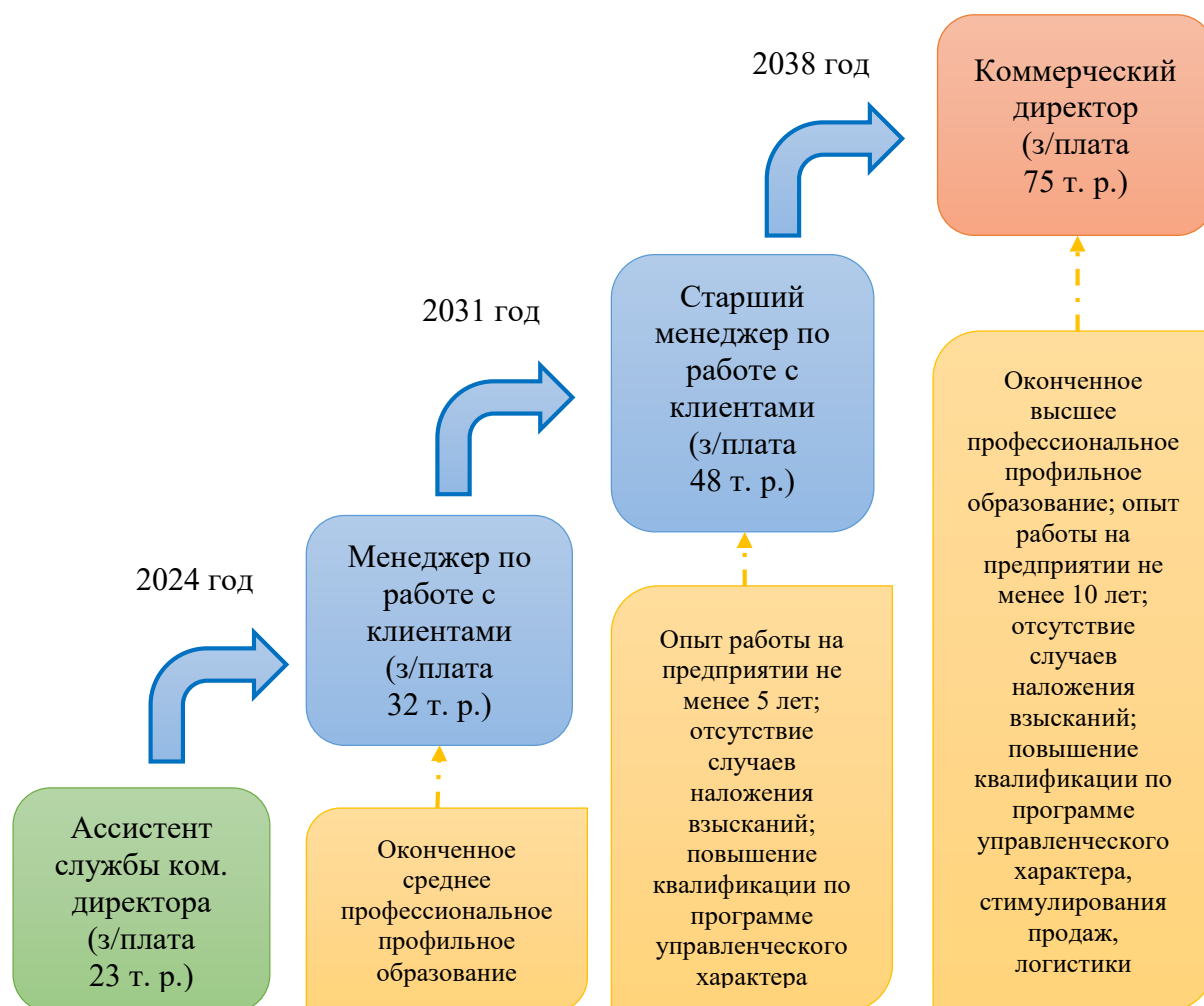 2038 год
Коммерческий
директор
(з/плата
75 т. р.)
2031 год
Старший
менеджер по
работе с
клиентами
(з/плата
48 т. р.)
2024 год
Менеджер по
работе с
клиентами
(з/плата
32 т. р.)
Ассистент
службы ком.
директора
(з/плата
23 т. р.)
Оконченное
среднее
профессиональное
профильное
образование
Опыт работы на
предприятии не
менее 5 лет;
отсутствие
случаев
наложения
взысканий;
повышение
квалификации по
программе
управленческого
характера
Оконченное
высшее
профессиональное
профильное
образование; опыт
работы на
предприятии не
менее 10 лет;
отсутствие
случаев
наложения
взысканий;
повышение
квалификации по
программе
управленческого
характера,
стимулирования
продаж,
логистики